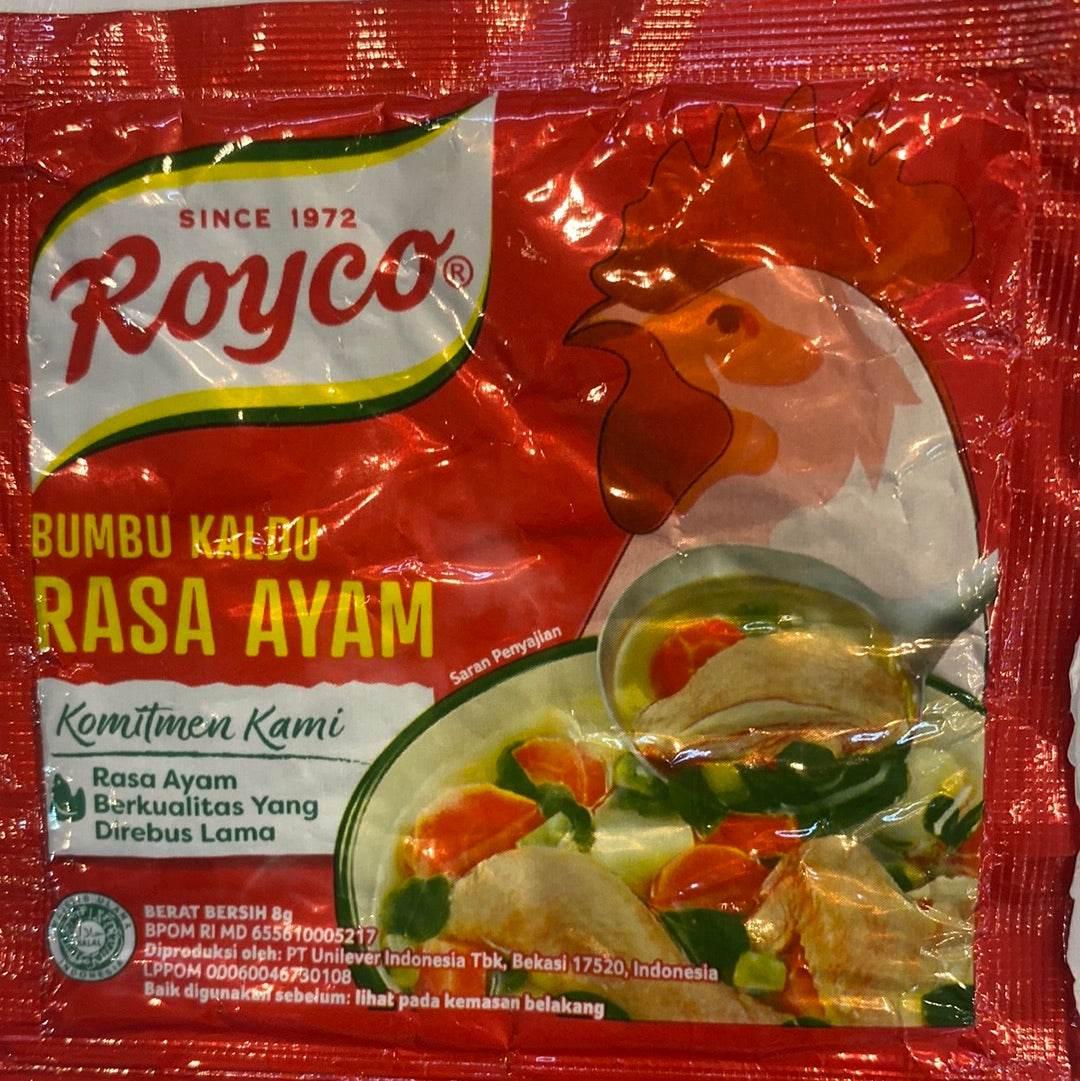 SINCE 1972
Royco®
BUMBU KALDU
RASA AYAM
Saran Penyajian
Komitmen Kami
Rasa Ayam
Berkualitas Yang
Direbus Lama
BERAT BERSIH 8g
BPOM RI MD 655610005217
Diproduksi oleh: PT Unilever Indonesia Tbk, Bekasi 17520, Indonesia
LPPOM 00060046730108
Baik digunakan sebelum: lihat pada kemasan belakang
HALAL
INDONESIA